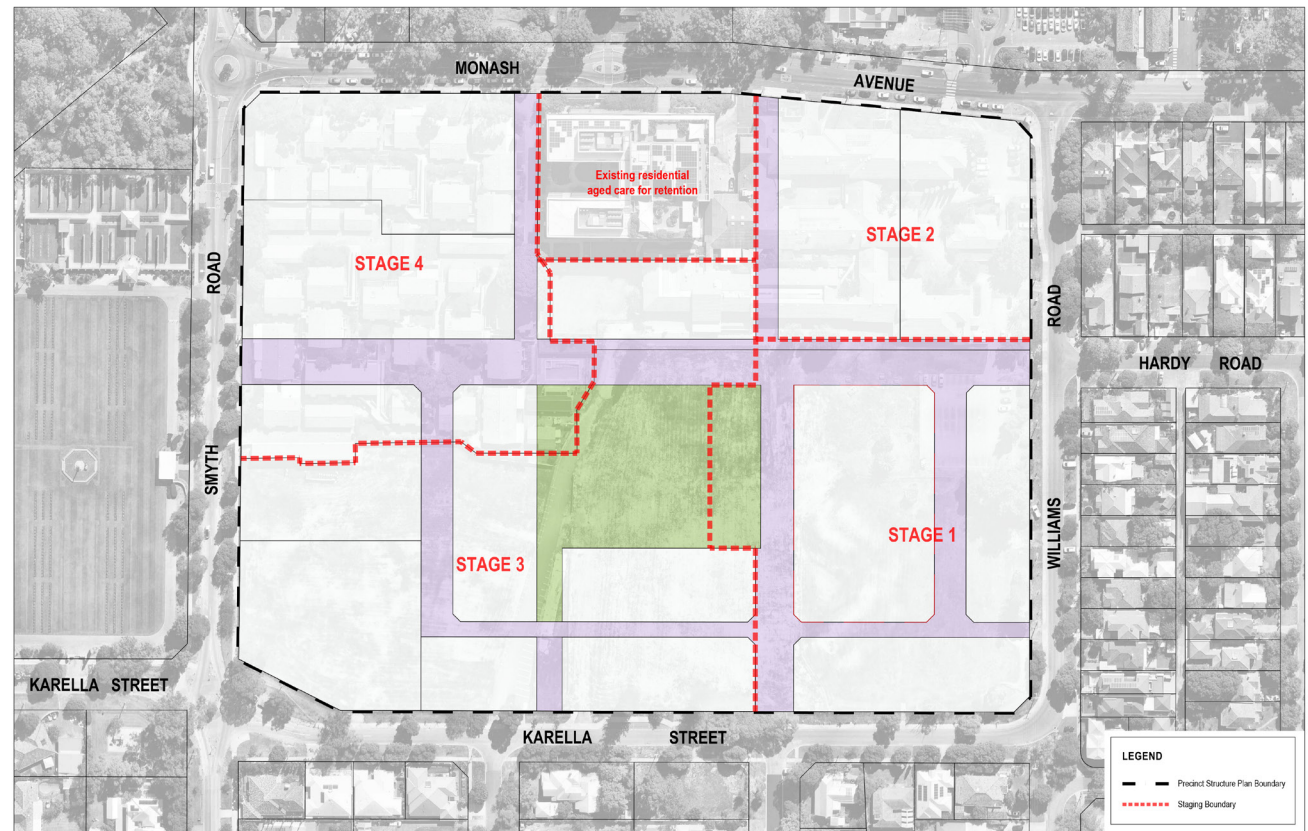 MONASH
AVENUE
Existing residential
aged care for retention
STAGE 2
STAGE 4
ROAD
ROAD
HARDY ROAD
SMYTH
WILLIAMS
STAGE 1
STAGE 3
KARELLA STREET
KARELLA STREET
LEGEND
Precinct Structure Plan Boundary
Staging Boundary